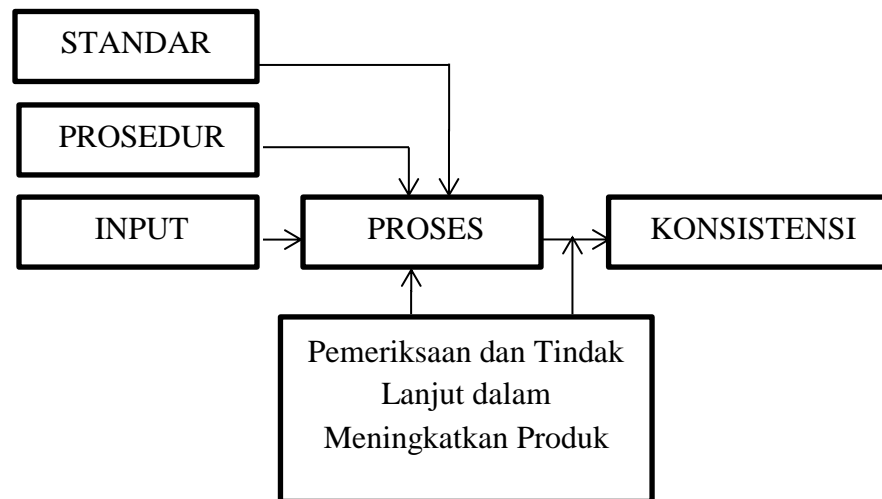 STANDAR
PROSEDUR
INPUT
PROSES
KONSISTENSI
Pemeriksaan dan Tindak
Lanjut dalam
Meningkatkan Produk